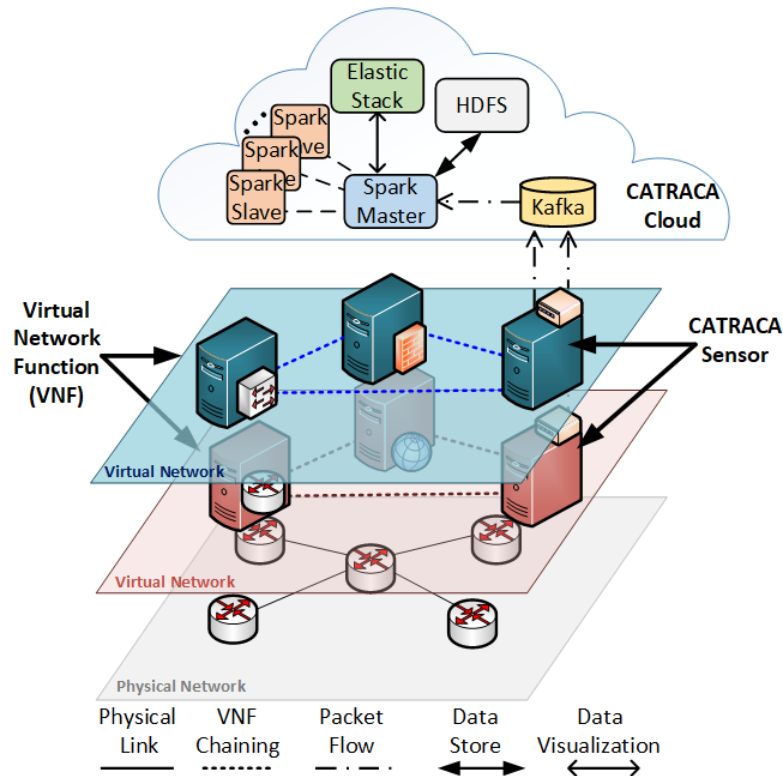 Elastic
Stack
HDFS
Spark
ve
Spark
e
Spark
Slave
Spark
Master
Kafka
CATRACA
Cloud
Virtual
Network
Function
(VNF)
CATRACA
Sensor
Virtual Network
Virtual Network
Physical Network
Physical
Link
VNF
Chaining
Packet
Flow
Data
Store
Data
Visualization